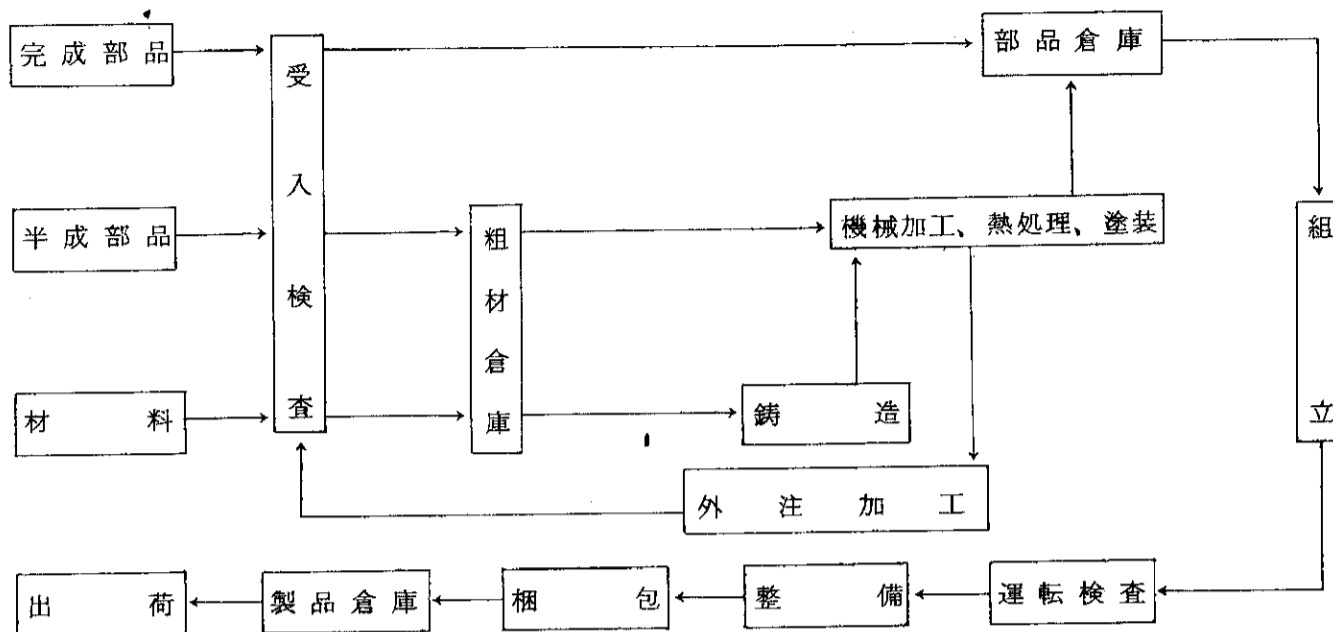 完成部品
受入検査
部品倉庫
半成部品
粗材倉庫
機械加工、熱処理、塗装
組立
材料
鋳造
外注加工
出荷
製品倉庫
梱包
整備
運転検査